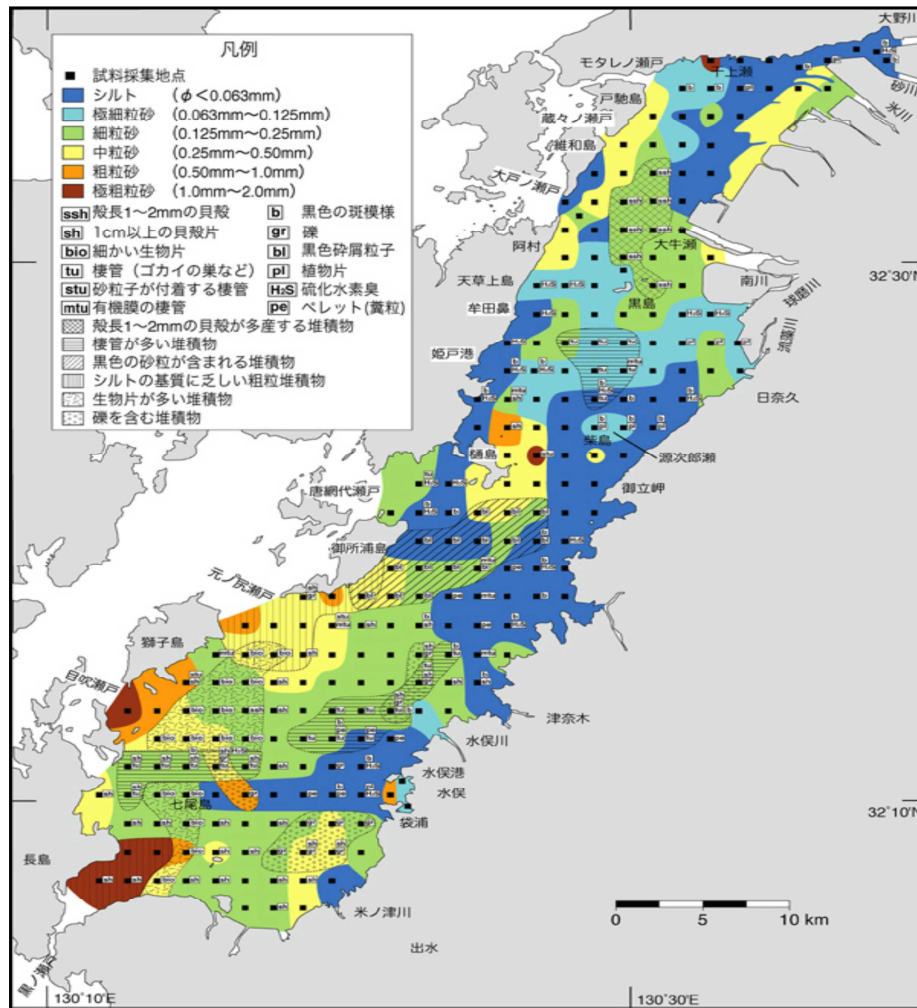 凡例
試料採集地点
シルト (φ<0.063mm)
極細粒砂 (0.063mm〜0.125mm)
細粒砂 (0.125mm〜0.25mm)
中粒砂 (0.25mm〜0.50mm)
粗粒砂 (0.50mm〜1.0mm)
極粗粒砂 (1.0mm〜2.0mm)
ssh 殻長1〜2mmの貝殻
b 黒色の斑模様
sh 1cm以上の貝殻片
gr 礫
bio 細かい生物片
bl 黒色砕屑粒子
tu 棲管(ゴカイの巣など)
pl 植物片
stu 砂粒子が付着する棲管
H₂S 硫化水素臭
mtu 有機膜の棲管
pe ペレット(糞粒)
殻長1〜2mmの貝殻が多産する堆積物
棲管が多い堆積物
黒色の砂粒が含まれる堆積物
シルトの基質に乏しい粗粒堆積物
生物片が多い堆積物
礫を含む堆積物
大野川
モタレノ瀬戸
干上瀬
砂川
氷川
戸馳島
蔵々ノ瀬戸
維和島
大戸ノ瀬戸
阿村
大牛瀬
32°30'N
天草上島
南川
黒島
球磨川
牟田鼻
流藻川
姫戸港
日奈久
柴島
樋島
源次郎瀬
唐網代瀬戸
御立岬
御所浦島
元ノ尻瀬戸
獅子島
目吹瀬戸
津奈木
水俣川
水俣港
水俣
七尾島
32°10'N
袋浦
長島
米ノ津川
0 5 10 km
出水
黒ノ瀬戸
130°10'E
130°30'E